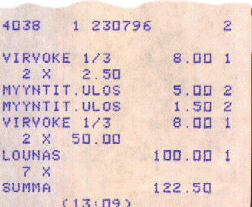 4038 1 230796 2
VIRVOKE 1/3 8.00 1
2 X 2.50
MYYNTIT.ULOS 5.00 2
MYYNTIT.ULOS 1.50 2
VIRVOKE 1/3 8.00 1
2 X 50.00
LOUNAS 100.00 1
7 X
SUMMA 122.50
(13:09)